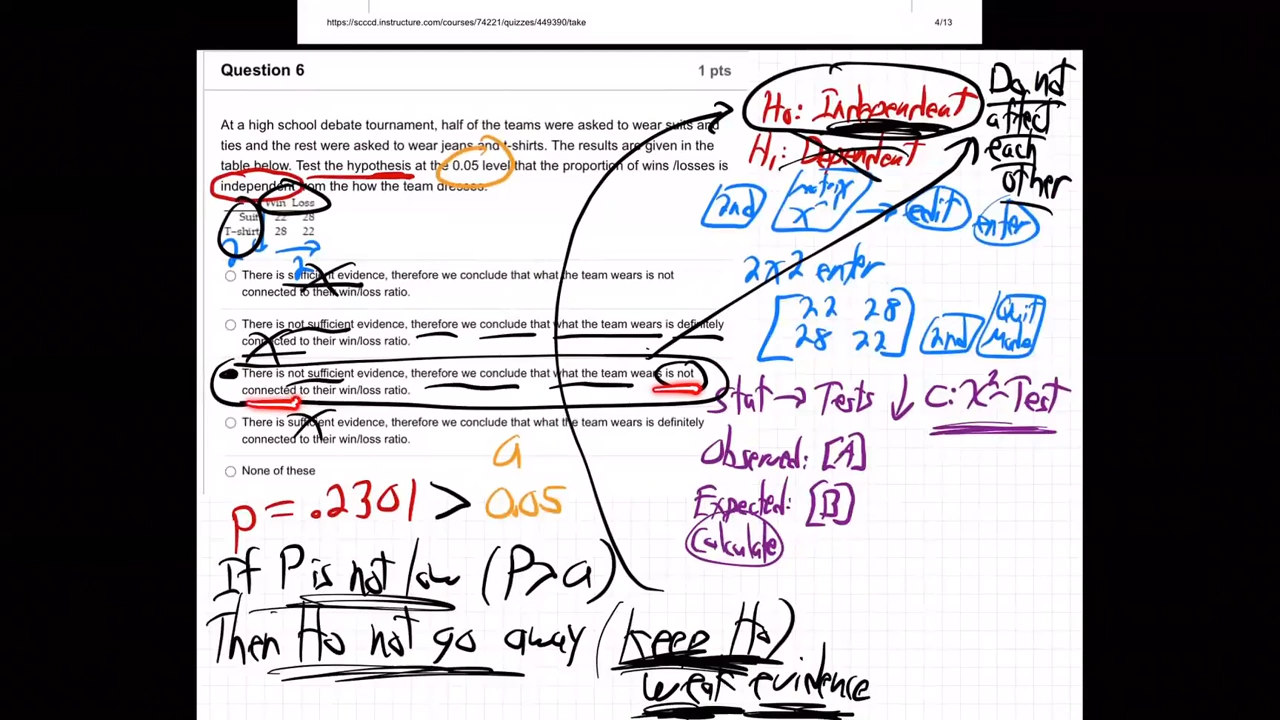 https://scccd.instructure.com/courses/74221/quizzes/449390/take
4/13
Question 6
1 pts
At a high school debate tournament, half of the teams were asked to wear suits and
ties and the rest were asked to wear jeans and t-shirts. The results are given in the
table below. Test the hypothesis at the 0.05 level that the proportion of wins /losses is
independent from the how the team dresses.
Win Loss
Suit 22 28
T-shirt 28 22
2
2
There is sufficient evidence, therefore we conclude that what the team wears is not
connected to their win/loss ratio.
There is not sufficient evidence, therefore we conclude that what the team wears is definitely
connected to their win/loss ratio.
There is not sufficient evidence, therefore we conclude that what the team wears is not
connected to their win/loss ratio.
There is sufficient evidence, therefore we conclude that what the team wears is definitely
connected to their win/loss ratio.
None of these
a
p = .2301 > 0.05
If P is not low (P>a)
Then Ho not go away (keep Ho)
weak evidence
Ho: Independent
H1: Dependent
Do not
affect
each
other
2nd matrix x⁻¹ → edit enter
2x2 enter
[22 28
28 22] 2nd Quit Mode
Stat → Tests ↓ C: X²-Test
Observed: [A]
Expected: [B]
Calculate